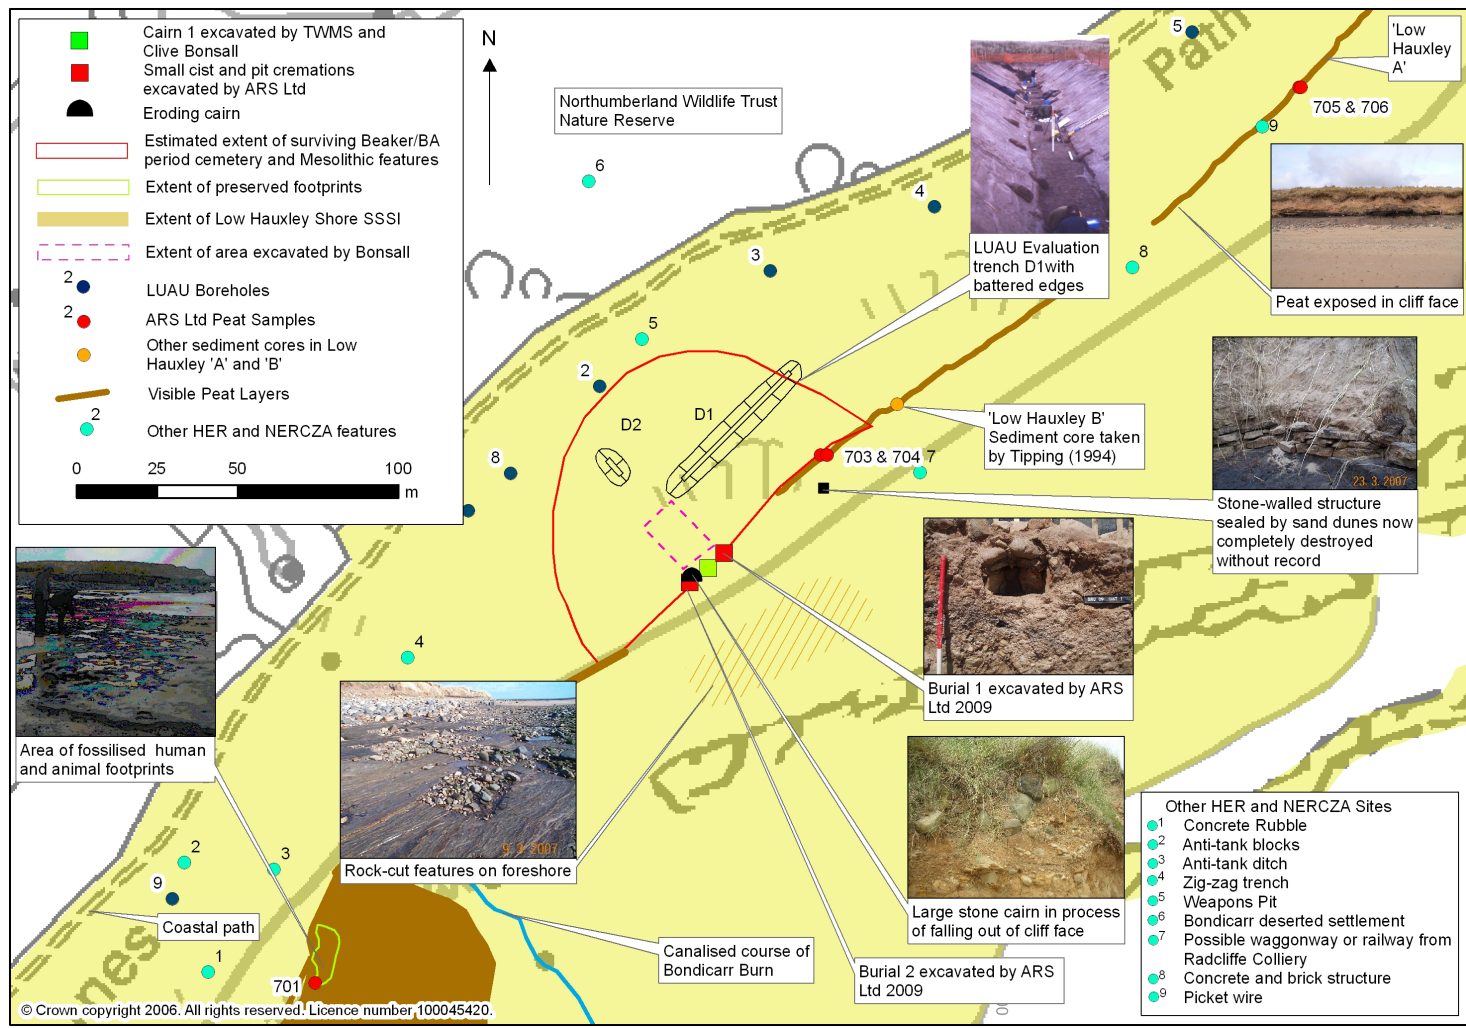 Cairn 1 excavated by TWMS and
Clive Bonsall
Small cist and pit cremations
excavated by ARS Ltd
Eroding cairn
Estimated extent of surviving Beaker/BA
period cemetery and Mesolithic features
Extent of preserved footprints
Extent of Low Hauxley Shore SSSI
Extent of area excavated by Bonsall
2
LUAU Boreholes
2
ARS Ltd Peat Samples
Other sediment cores in Low
Hauxley 'A' and 'B'
Visible Peat Layers
2
Other HER and NERCZA features
0 25 50 100
m
N
Northumberland Wildlife Trust
Nature Reserve
6
5
Path
'Low
Hauxley
A'
705 & 706
9
4
3
8
LUAU Evaluation
trench D1with
battered edges
Peat exposed in cliff face
5
2
D1
D2
8
'Low Hauxley B'
Sediment core taken
by Tipping (1994)
703 & 704
7
23. 3. 2007
Stone-walled structure
sealed by sand dunes now
completely destroyed
without record
4
Burial 1 excavated by ARS
Ltd 2009
Area of fossilised human
and animal footprints
9. 3. 2007
Rock-cut features on foreshore
2
3
9
Coastal path
1
nes
701
Canalised course of
Bondicarr Burn
Large stone cairn in process
of falling out of cliff face
Burial 2 excavated by ARS
Ltd 2009
Other HER and NERCZA Sites
1 Concrete Rubble
2 Anti-tank blocks
3 Anti-tank ditch
4 Zig-zag trench
5 Weapons Pit
6 Bondicarr deserted settlement
7 Possible waggonway or railway from
Radcliffe Colliery
8 Concrete and brick structure
9 Picket wire
© Crown copyright 2006. All rights reserved. Licence number 100045420.